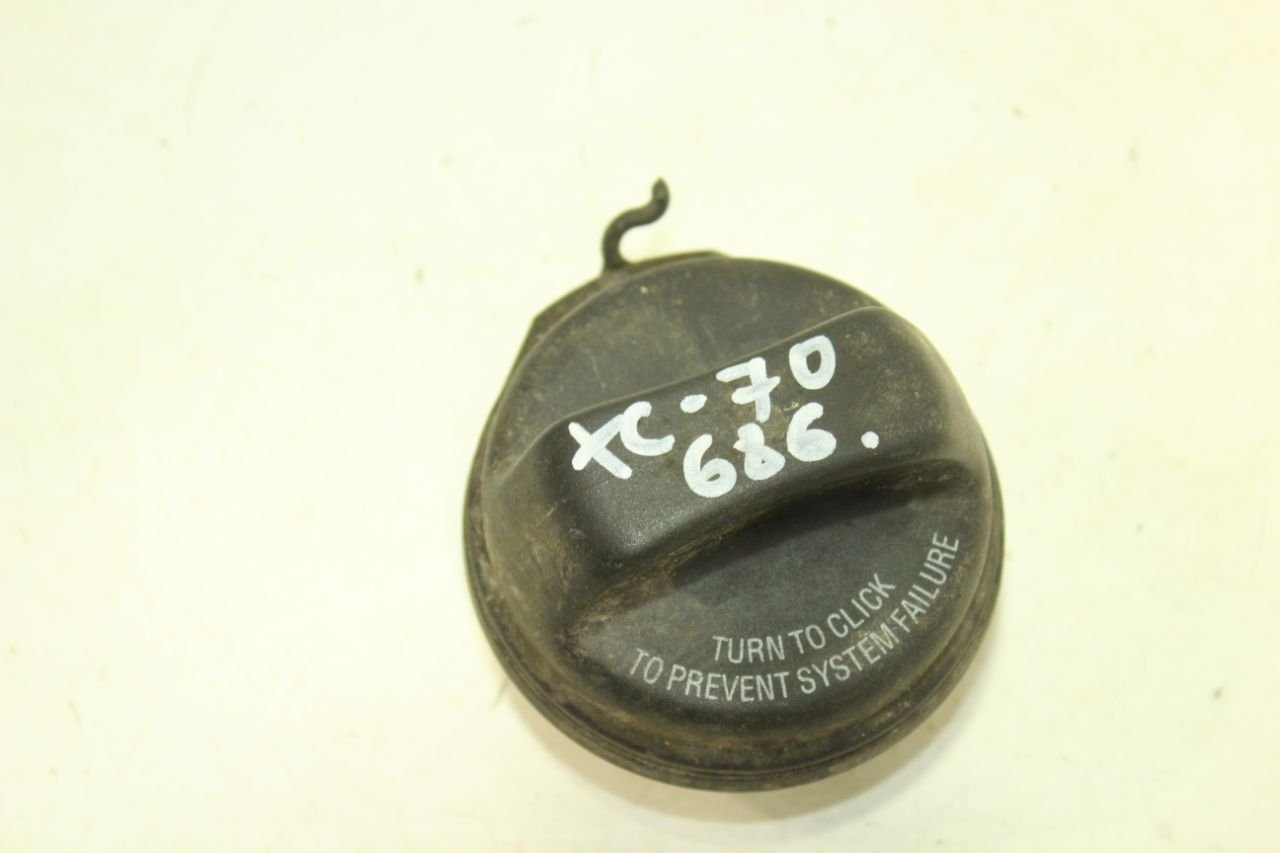 XC-70
686.
TURN TO CLICK
TO PREVENT SYSTEM FAILURE